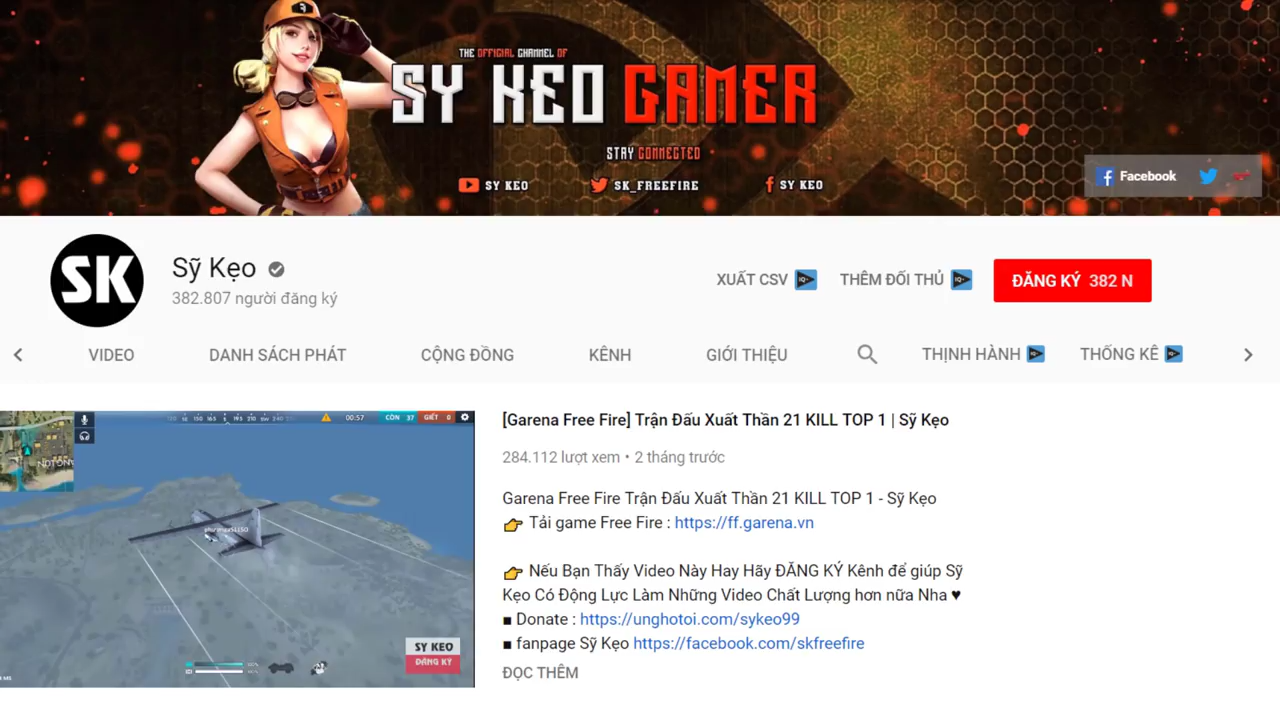 THE OFFICIAL CHANNEL OF
SY KEO GAMER
STAY CONNECTED
SY KEO
SK_FREEFIRE
SY KEO
Facebook
SK
Sỹ Kẹo
382.807 người đăng ký
XUẤT CSV
THÊM ĐỐI THỦ
ĐĂNG KÝ 382 N
VIDEO
DANH SÁCH PHÁT
CỘNG ĐỒNG
KÊNH
GIỚI THIỆU
THỊNH HÀNH
THỐNG KÊ
00:57
CÒN 37
GIẾT 0
SY KEO
ĐĂNG KÝ
[Garena Free Fire] Trận Đấu Xuất Thần 21 KILL TOP 1 | Sỹ Kẹo
284.112 lượt xem • 2 tháng trước
Garena Free Fire Trận Đấu Xuất Thần 21 KILL TOP 1 - Sỹ Kẹo
👉 Tải game Free Fire : https://ff.garena.vn
👉 Nếu Bạn Thấy Video Này Hay Hãy ĐĂNG KÝ Kênh để giúp Sỹ
Kẹo Có Động Lực Làm Những Video Chất Lượng hơn nữa Nha ♥
■ Donate : https://unghotoi.com/sykeo99
■ fanpage Sỹ Kẹo https://facebook.com/skfreefire
ĐỌC THÊM